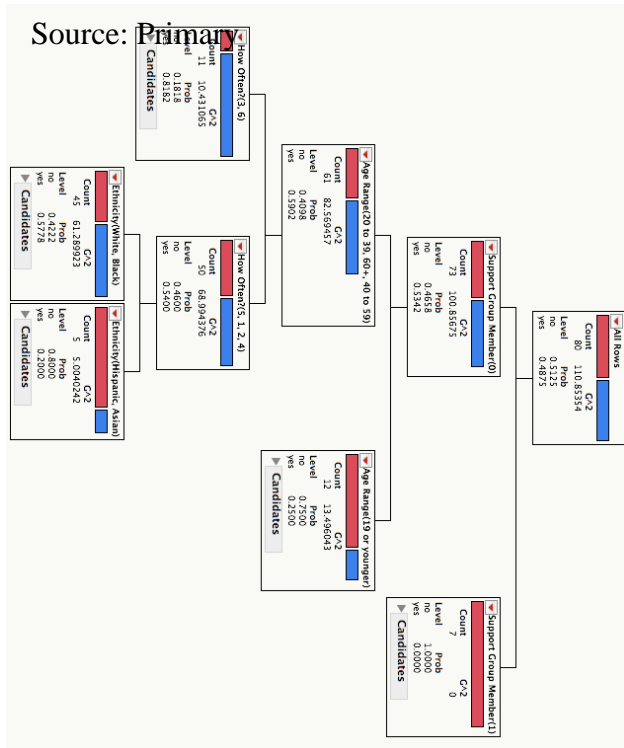 Source: Primary
All Rows
Count G^2
80 110.85354
Level Prob
no 0.5125
yes 0.4875
Support Group Member(0)
Count G^2
73 100.85675
Level Prob
no 0.4658
yes 0.5342
Support Group Member(1)
Count G^2
7 0
Level Prob
no 1.0000
yes 0.0000
Candidates
Age Range(20 to 39, 60+, 40 to 59)
Count G^2
61 82.569457
Level Prob
no 0.4098
yes 0.5902
Age Range(19 or younger)
Count G^2
12 13.496043
Level Prob
no 0.7500
yes 0.2500
Candidates
How Often?(3, 6)
Count G^2
11 10.431065
Level Prob
no 0.1818
yes 0.8182
Candidates
How Often?(5, 1, 2, 4)
Count G^2
50 68.994376
Level Prob
no 0.4600
yes 0.5400
Ethnicity(White, Black)
Count G^2
45 61.289923
Level Prob
no 0.4222
yes 0.5778
Candidates
Ethnicity(Hispanic, Asian)
Count G^2
5 5.0040242
Level Prob
no 0.8000
yes 0.2000
Candidates